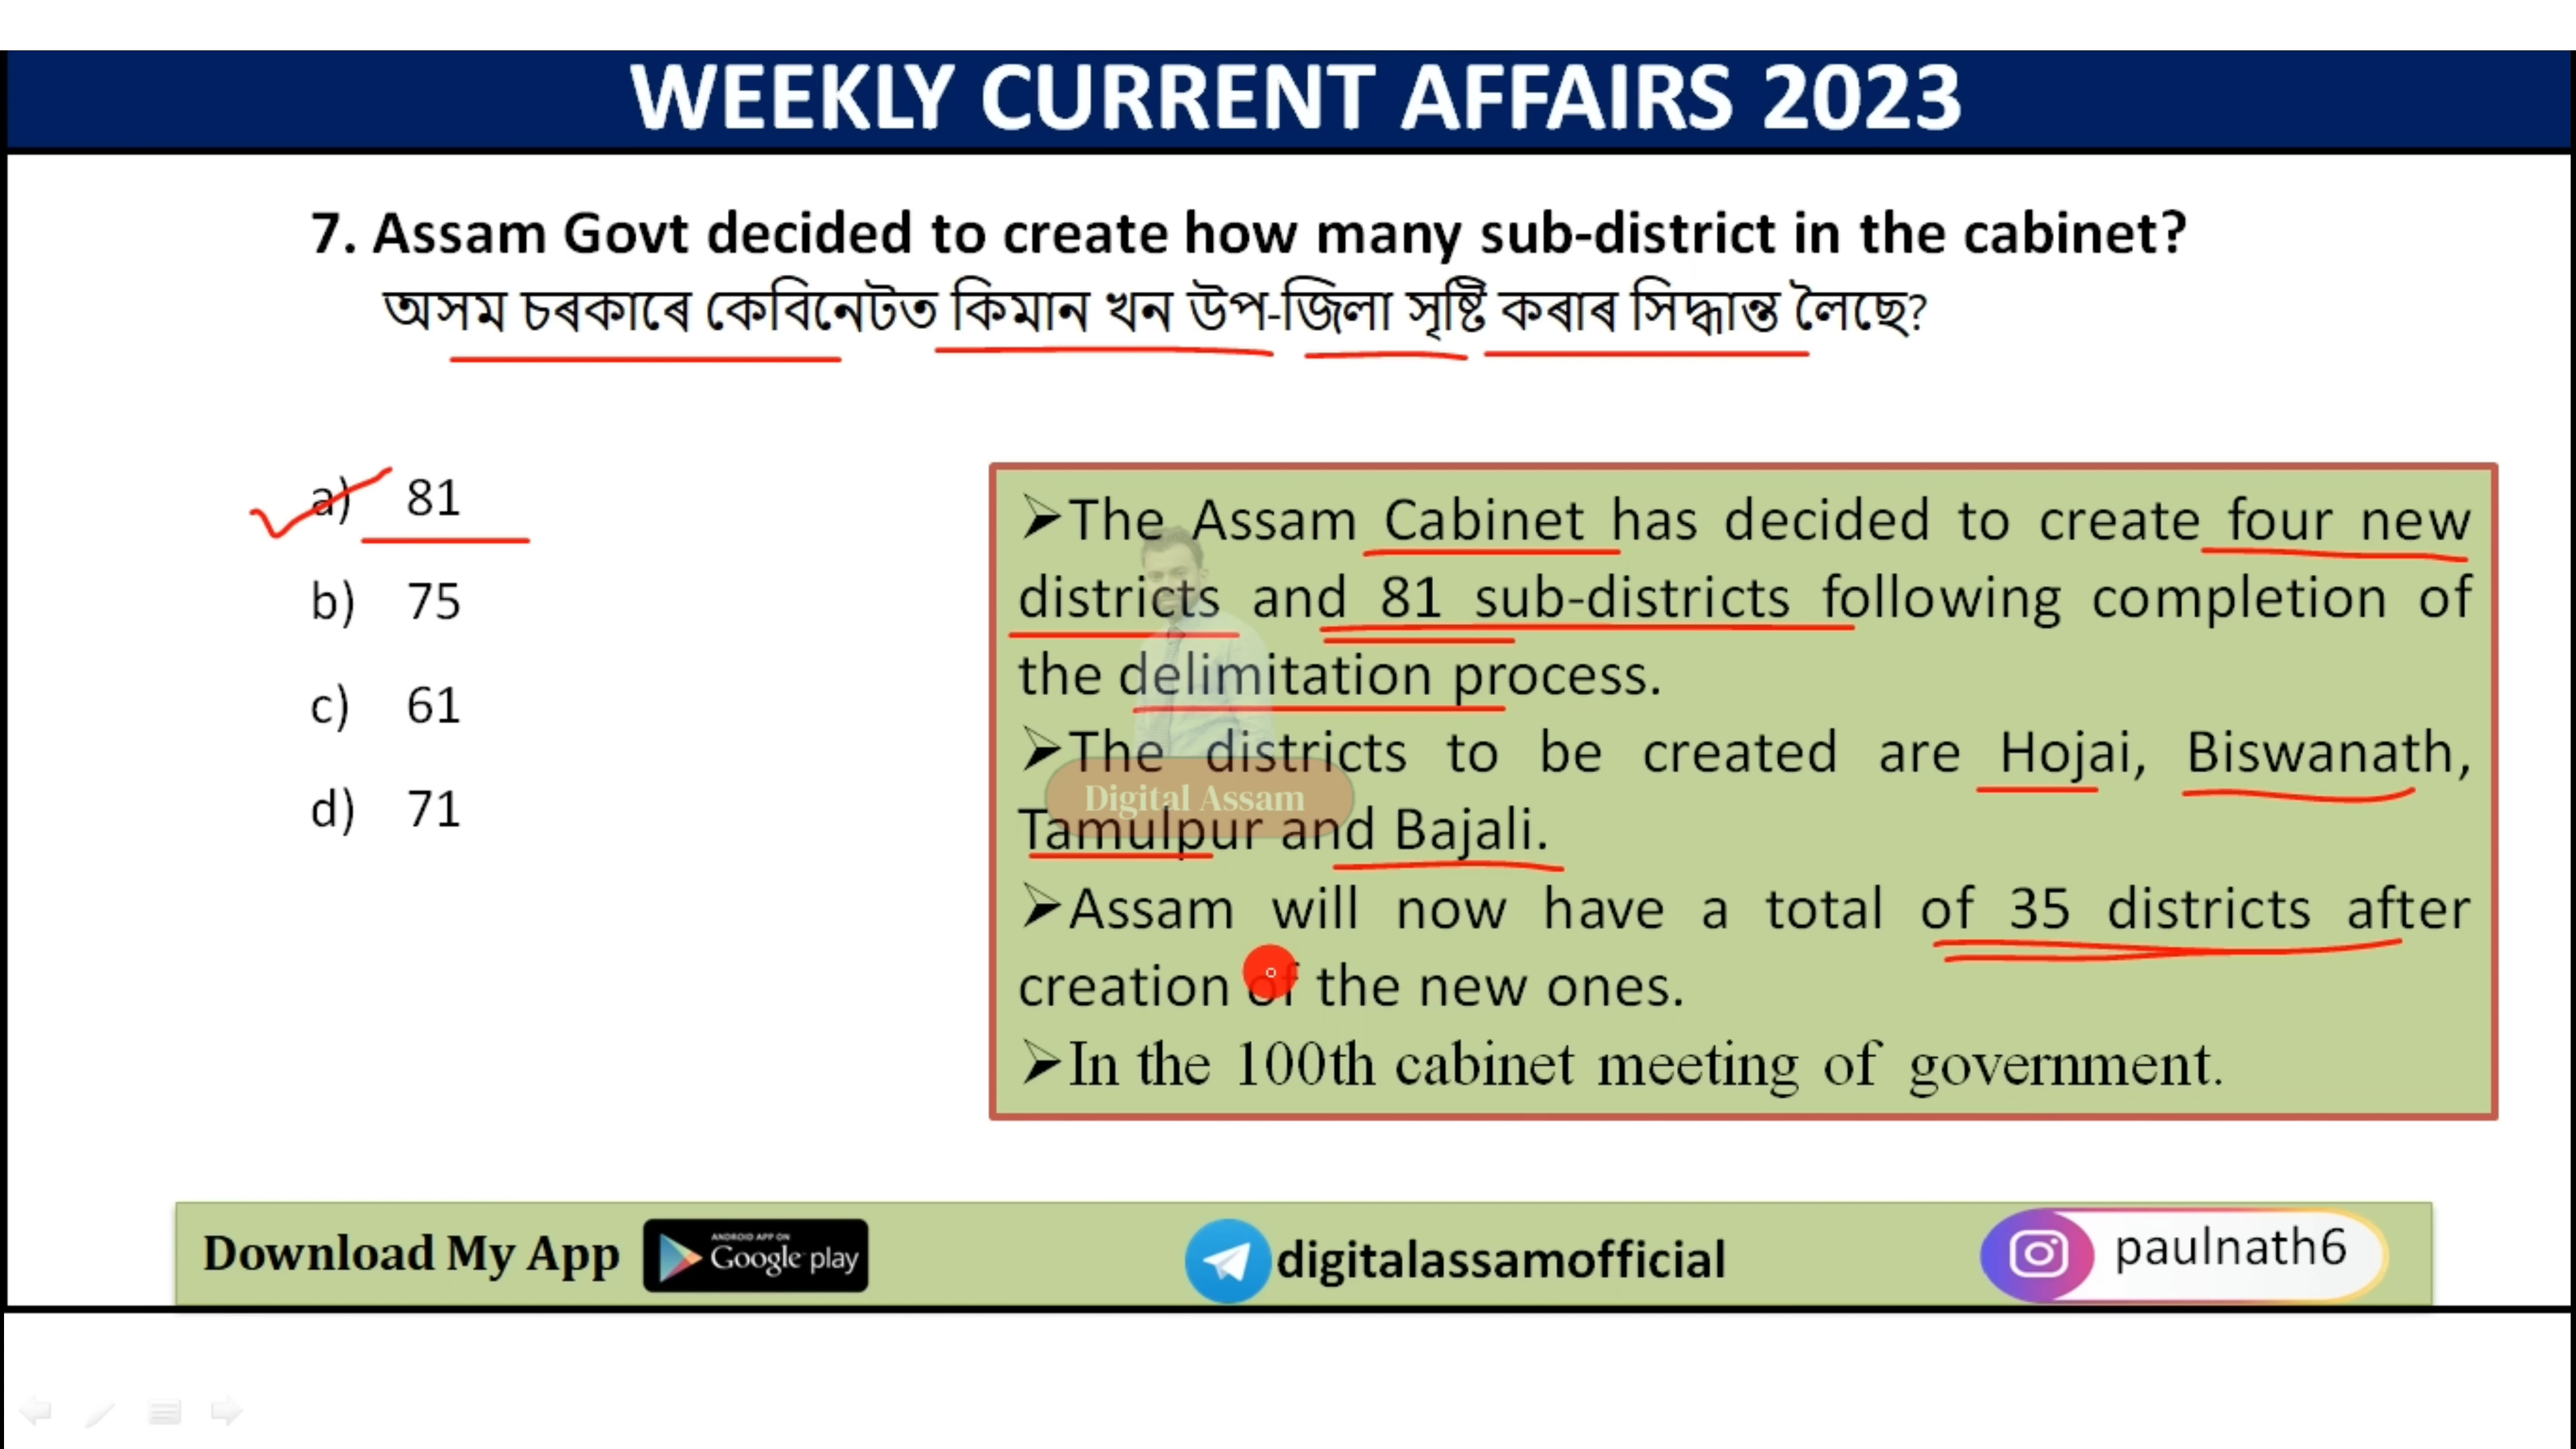 WEEKLY CURRENT AFFAIRS 2023
7. Assam Govt decided to create how many sub-district in the cabinet?
অসম চৰকাৰে কেবিনেটত কিমান খন উপ-জিলা সৃষ্টি কৰাৰ সিদ্ধান্ত লৈছে?
a) 81
b) 75
c) 61
d) 71
➢The Assam Cabinet has decided to create four new
districts and 81 sub-districts following completion of
the delimitation process.
➢The districts to be created are Hojai, Biswanath,
Digital Assam
Tamulpur and Bajali.
➢Assam will now have a total of 35 districts after
creation of the new ones.
➢In the 100th cabinet meeting of government.
Download My App
ANDROID APP ON
Google play
digitalassamofficial
paulnath6